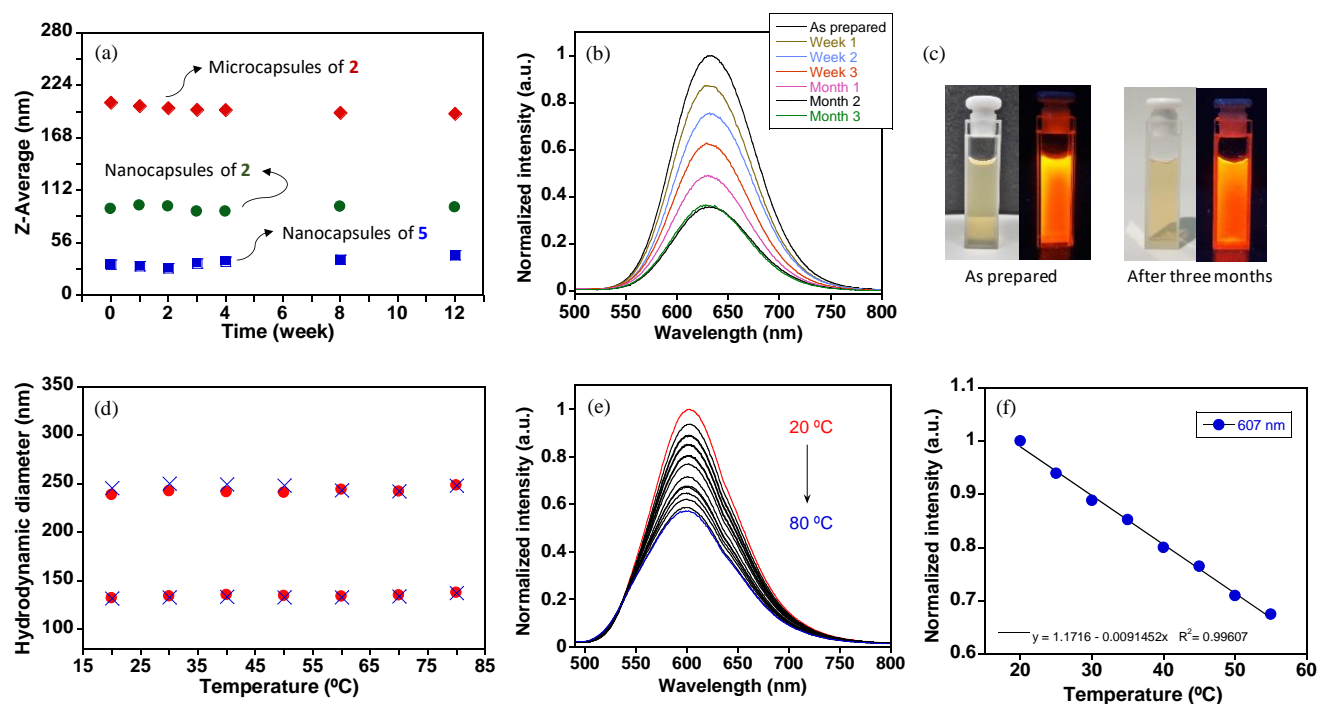 (a)
Z-Average (nm)
280
224
168
112
56
0
Microcapsules of 2
Nanocapsules of 2
Nanocapsules of 5
0 2 4 6 8 10 12
Time (week)
(b)
Normalized intensity (a.u.)
1
0.8
0.6
0.4
0.2
0
As prepared
Week 1
Week 2
Week 3
Month 1
Month 2
Month 3
500 550 600 650 700 750 800
Wavelength (nm)
(c)
As prepared
After three months
(d)
Hydrodynamic diameter (nm)
350
300
250
200
150
100
15 25 35 45 55 65 75 85
Temperature (ºC)
(e)
Normalized intensity (a.u.)
1
0.8
0.6
0.4
0.2
0
20 ºC
80 ºC
500 550 600 650 700 750 800
Wavelength (nm)
(f)
Normalized intensity (a.u.)
1.1
1
0.9
0.8
0.7
0.6
607 nm
y = 1.1716 - 0.0091452x R2= 0.99607
20 30 40 50 60
Temperature (ºC)